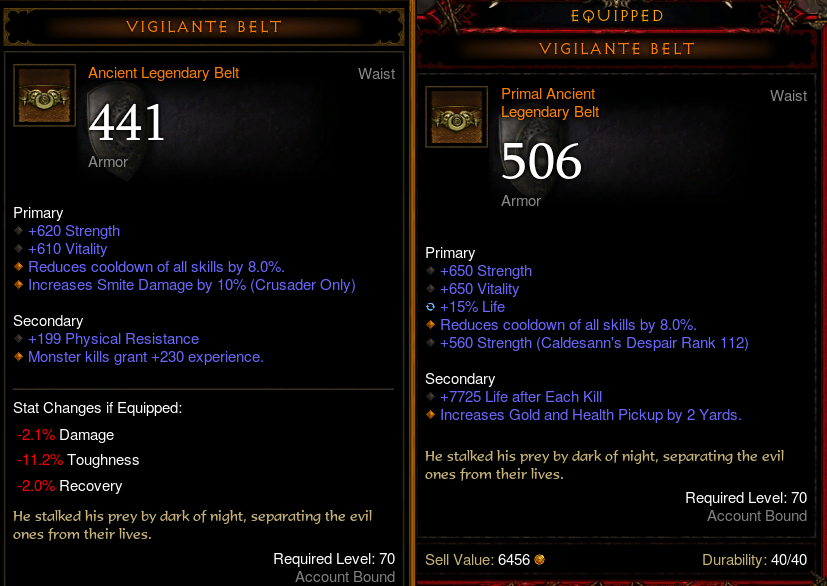 VIGILANTE BELT
Ancient Legendary Belt
Waist
441
Armor
Primary
+620 Strength
+610 Vitality
Reduces cooldown of all skills by 8.0%.
Increases Smite Damage by 10% (Crusader Only)
Secondary
+199 Physical Resistance
Monster kills grant +230 experience.
Stat Changes if Equipped:
-2.1% Damage
-11.2% Toughness
-2.0% Recovery
He stalked his prey by dark of night, separating the evil
ones from their lives.
Required Level: 70
Account Bound
EQUIPPED
VIGILANTE BELT
Primal Ancient
Legendary Belt
Waist
506
Armor
Primary
+650 Strength
+650 Vitality
+15% Life
Reduces cooldown of all skills by 8.0%.
+560 Strength (Caldesann's Despair Rank 112)
Secondary
+7725 Life after Each Kill
Increases Gold and Health Pickup by 2 Yards.
He stalked his prey by dark of night, separating the evil
ones from their lives.
Required Level: 70
Account Bound
Sell Value: 6456
Durability: 40/40